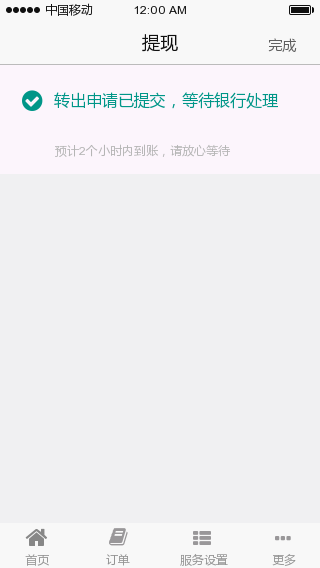 中国移动 12:00 AM
提现 完成
转出申请已提交，等待银行处理
预计2个小时内到账，请放心等待
首页 订单 服务设置 更多